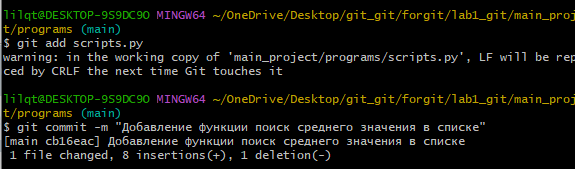 lilqt@DESKTOP-9S9DC9O MINGW64 ~/OneDrive/Desktop/git_git/forgit/lab1_git/main_proj
t/programs (main)
$ git add scripts.py
warning: in the working copy of 'main_project/programs/scripts.py', LF will be rep
ced by CRLF the next time Git touches it
lilqt@DESKTOP-9S9DC9O MINGW64 ~/OneDrive/Desktop/git_git/forgit/lab1_git/main_proj
t/programs (main)
$ git commit -m "Добавление функции поиск среднего значения в списке"
[main cb16eac] Добавление функции поиск среднего значения в списке
1 file changed, 8 insertions(+), 1 deletion(-)